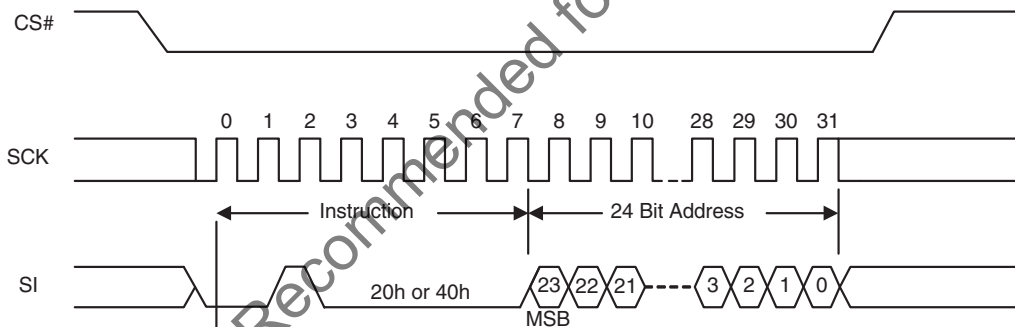 CS#
Recommended for
0 1 2 3 4 5 6 7 8 9 10 28 29 30 31
SCK
Instruction 24 Bit Address
SI
20h or 40h
23 22 21 3 2 1 0
MSB